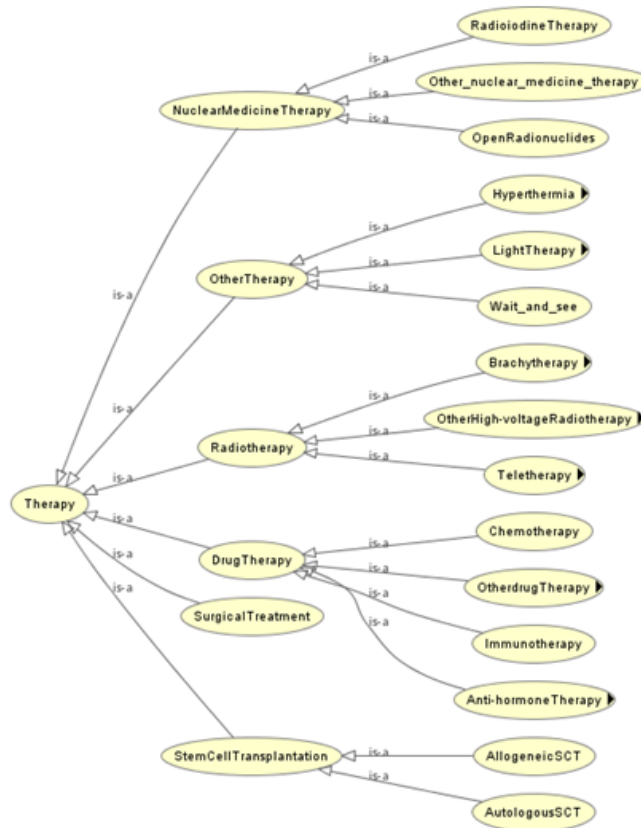 RadioiodineTherapy
is-a
Other_nuclear_medicine_therapy
is-a
NuclearMedicineTherapy
is-a
OpenRadionuclides
Hyperthermia
is-a
LightTherapy
is-a
OtherTherapy
is-a
is-a
Wait_and_see
Brachytherapy
is-a
is-a
OtherHigh-voltageRadiotherapy
Radiotherapy
is-a
is-a
Teletherapy
Therapy
is-a
is-a
Chemotherapy
is-a
is-a
DrugTherapy
is-a
is-a
OtherdrugTherapy
is-a
is-a
SurgicalTreatment
is-a
Immunotherapy
Anti-hormoneTherapy
StemCellTransplantation
is-a
AllogeneicSCT
is-a
AutologousSCT